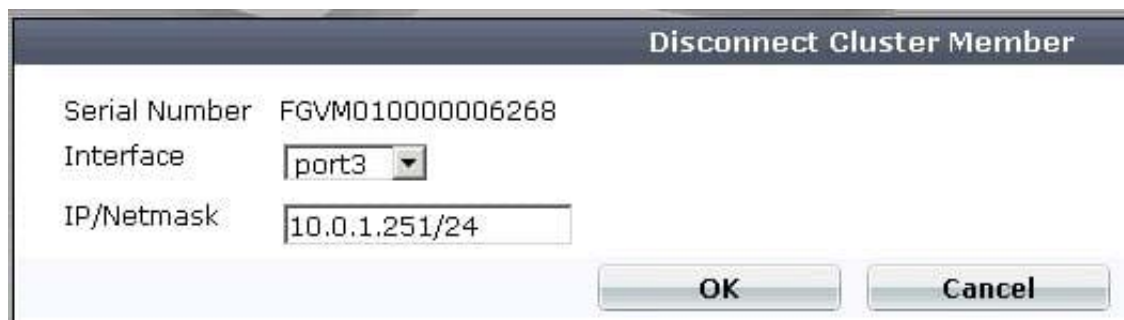 Disconnect Cluster Member
Serial Number FGVM010000006268
Interface port3
IP/Netmask 10.0.1.251/24
OK Cancel